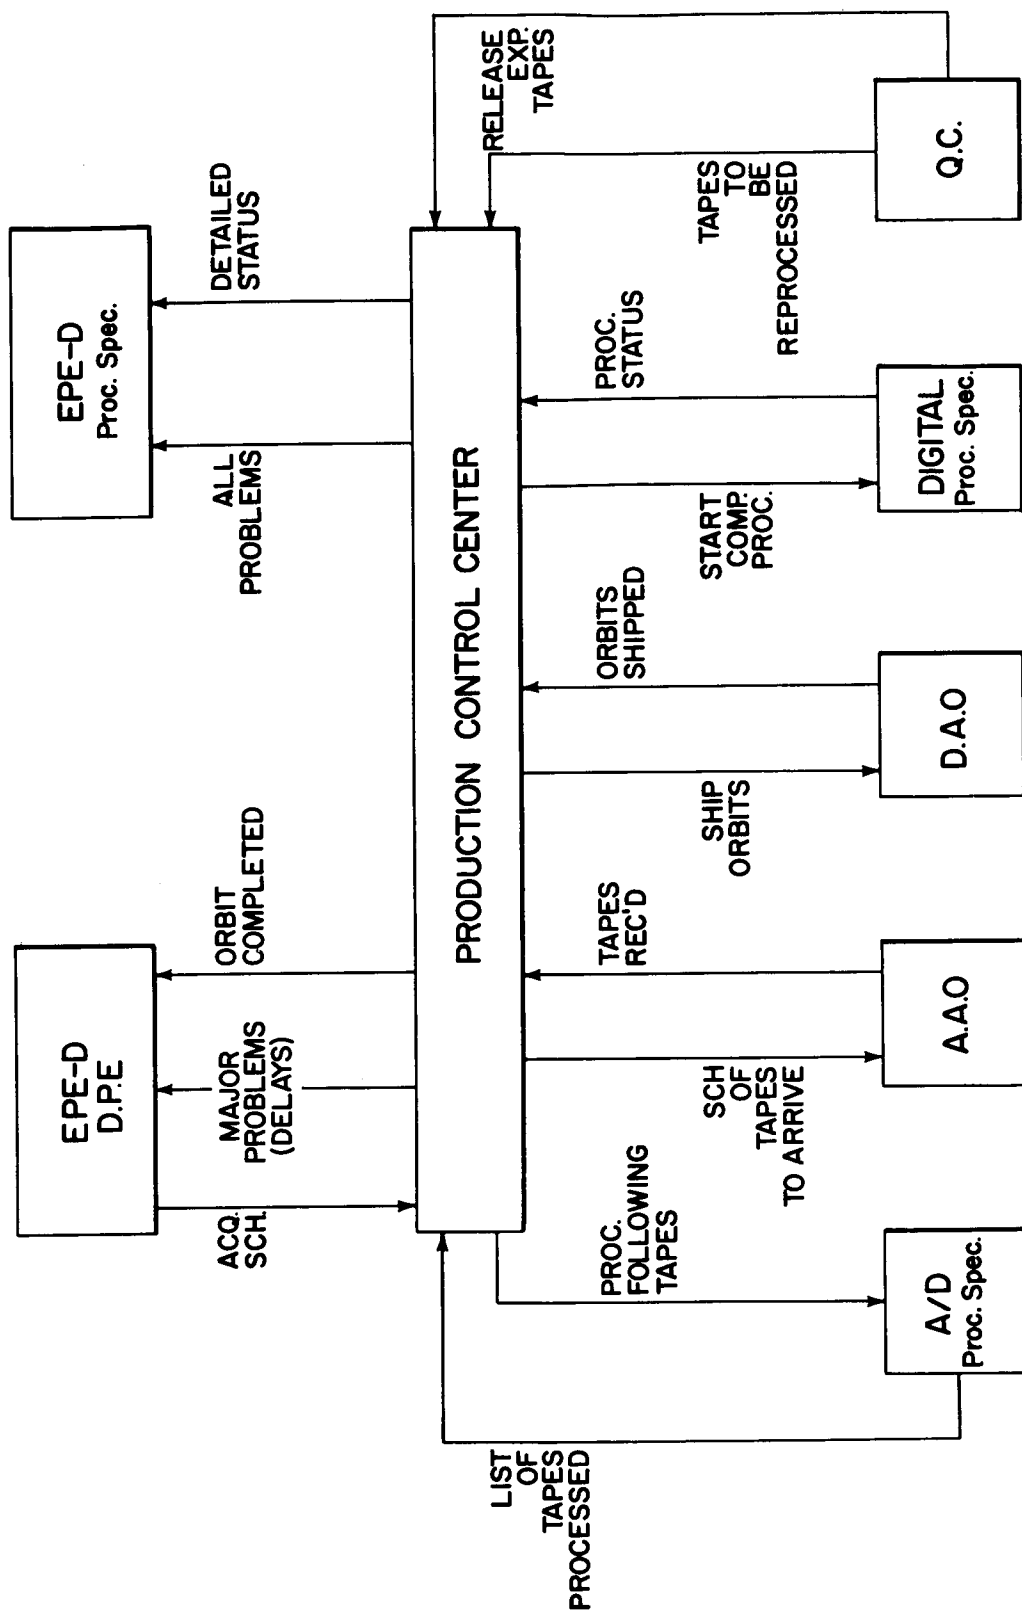 EPE-D
D.P.E
EPE-D
Proc. Spec.
ACQ.
SCH.
MAJOR
PROBLEMS
(DELAYS)
ORBIT
COMPLETED
ALL
PROBLEMS
DETAILED
STATUS
PRODUCTION CONTROL CENTER
LIST
OF
TAPES
PROCESSED
PROC.
FOLLOWING
TAPES
SCH
OF
TAPES
TO ARRIVE
TAPES
REC'D
SHIP
ORBITS
ORBITS
SHIPPED
START
COMP.
PROC.
PROC.
STATUS
TAPES
TO
BE
REPROCESSED
RELEASE
EXP.
TAPES
A/D
Proc. Spec.
A.A.O
D.A.O
DIGITAL
Proc. Spec.
Q.C.